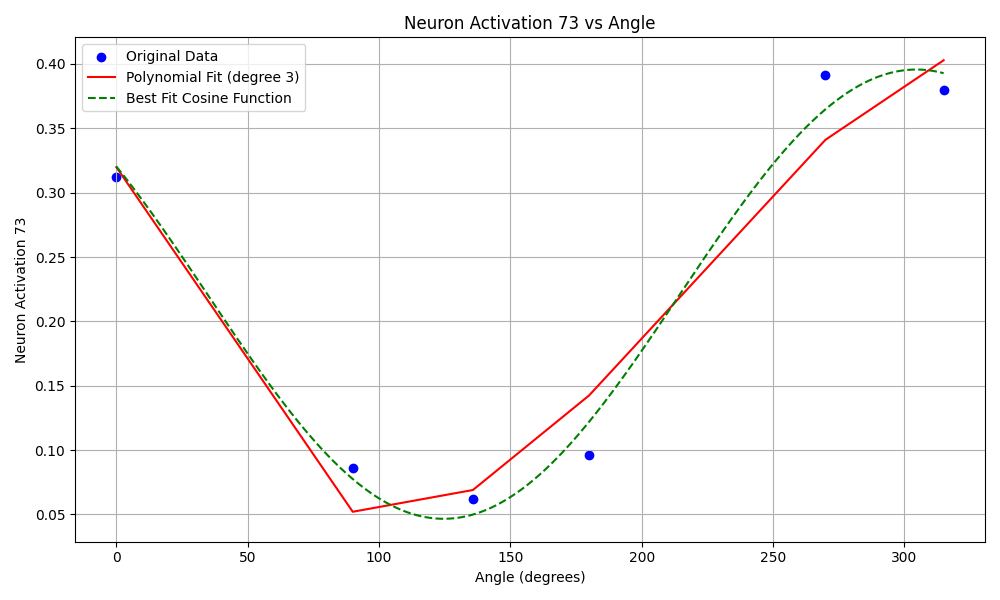 Neuron Activation 73 vs Angle
Original Data
Polynomial Fit (degree 3)
Best Fit Cosine Function
0.40
0.35
0.30
0.25
0.20
0.15
0.10
0.05
Neuron Activation 73
0 50 100 150 200 250 300
Angle (degrees)